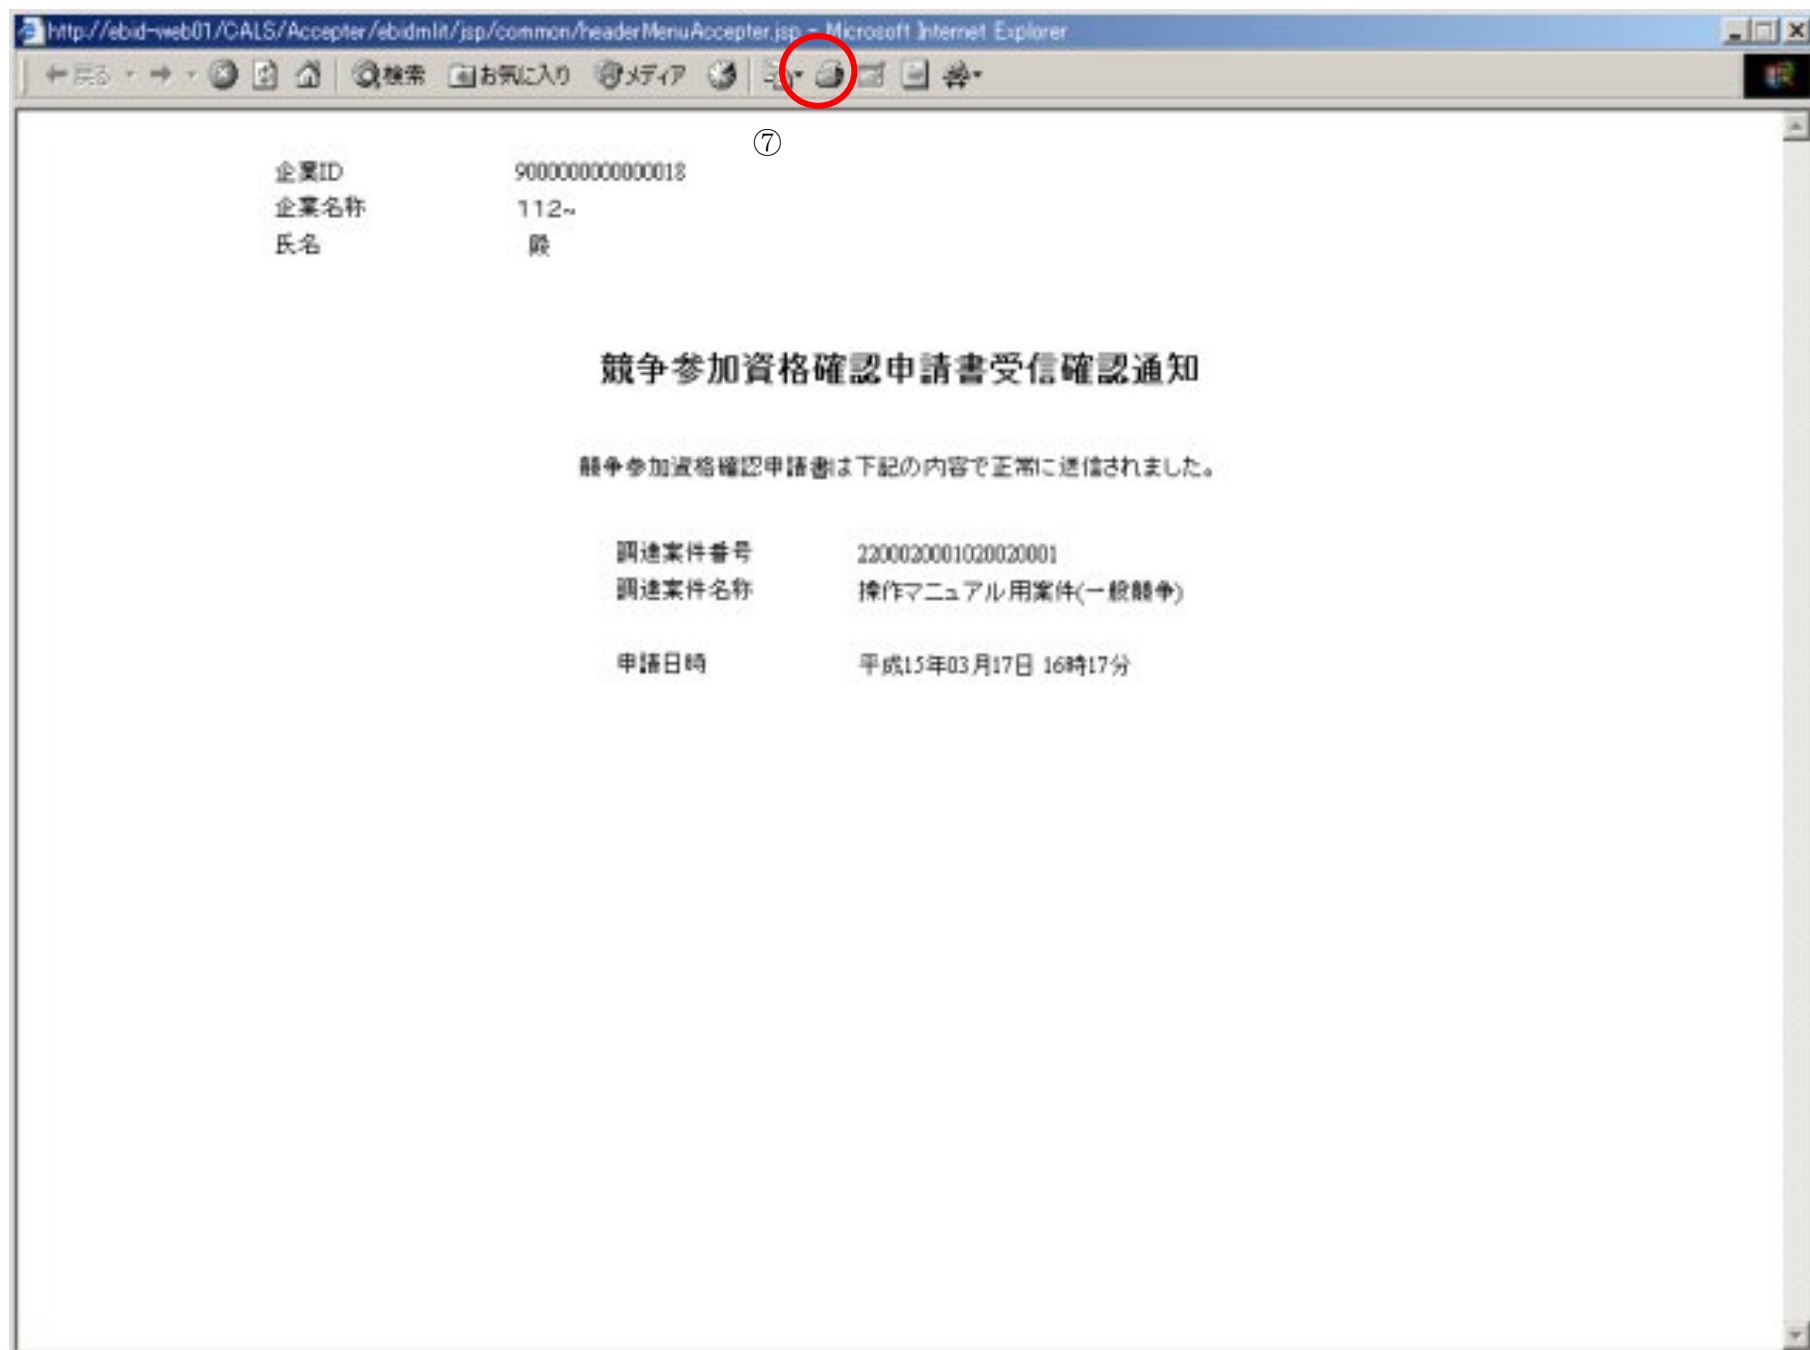 http://ebid-web01/CALS/Accepter/ebidmlit/jsp/common/headerMenuAccepter.jsp - Microsoft Internet Explorer
戻る 検索 お気に入り メディア
⑦
企業ID 9000000000000018
企業名称 112~
氏名 殿
競争参加資格確認申請書受信確認通知
競争参加資格確認申請書は下記の内容で正常に送信されました。
調達案件番号 2200020001020020001
調達案件名称 操作マニュアル用案件(一般競争)
申請日時 平成15年03月17日 16時17分